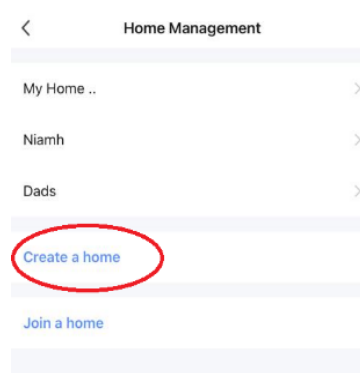 Home Management
My Home ..
Niamh
Dads
Create a home
Join a home